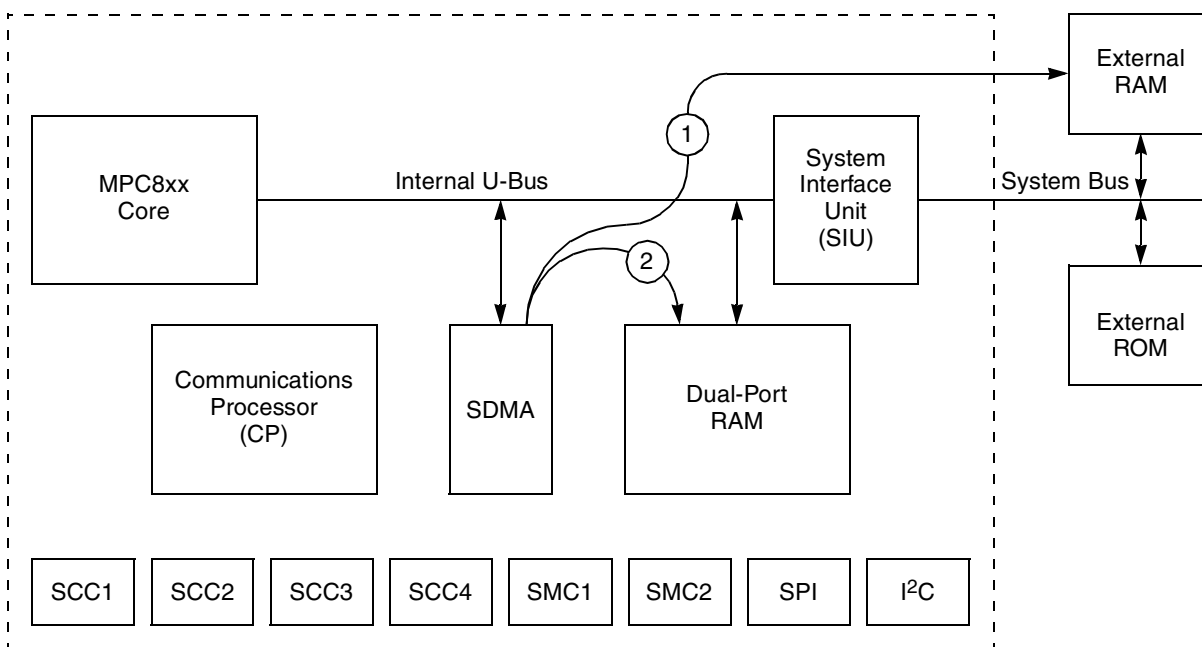 External
RAM
1
MPC8xx
Core
Internal U-Bus
System
Interface
Unit
(SIU)
System Bus
2
External
ROM
Communications
Processor
(CP)
SDMA
Dual-Port
RAM
SCC1
SCC2
SCC3
SCC4
SMC1
SMC2
SPI
I²C